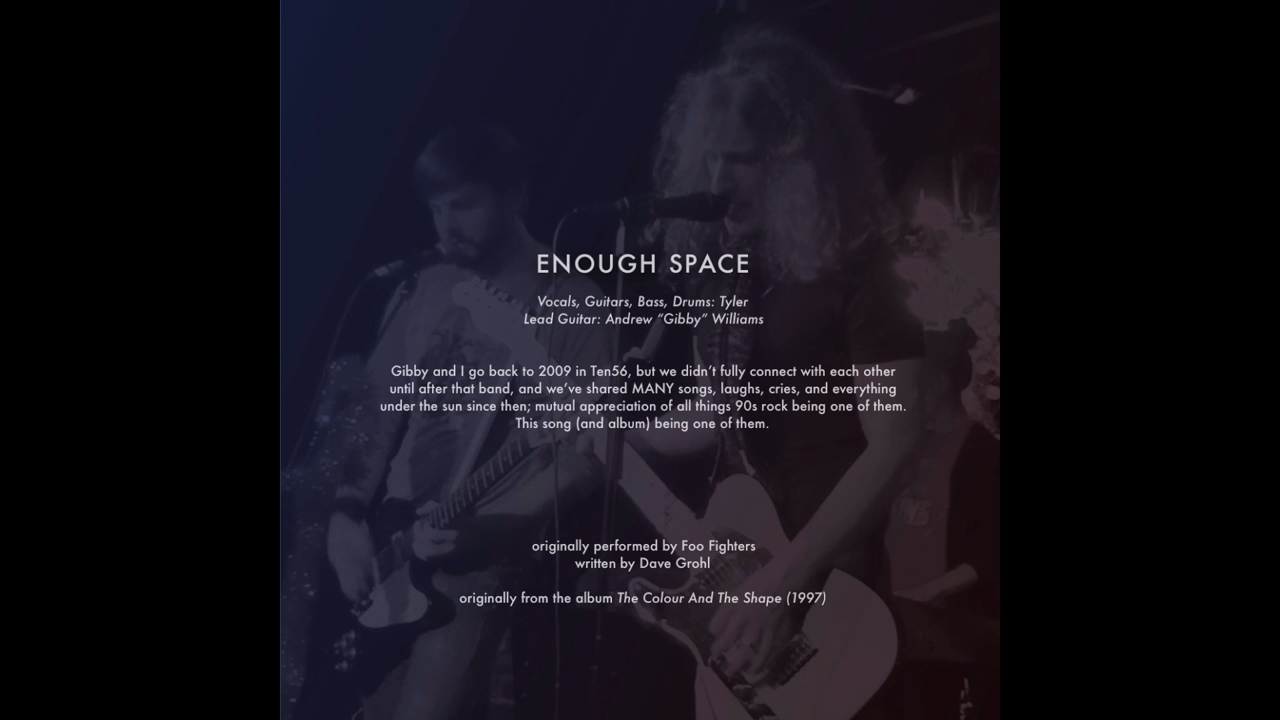 ENOUGH SPACE
Vocals, Guitars, Bass, Drums: Tyler
Lead Guitar: Andrew “Gibby” Williams
Gibby and I go back to 2009 in Ten56, but we didn’t fully connect with each other
until after that band, and we’ve shared MANY songs, laughs, cries, and everything
under the sun since then; mutual appreciation of all things 90s rock being one of them.
This song (and album) being one of them.
originally performed by Foo Fighters
written by Dave Grohl
originally from the album The Colour And The Shape (1997)